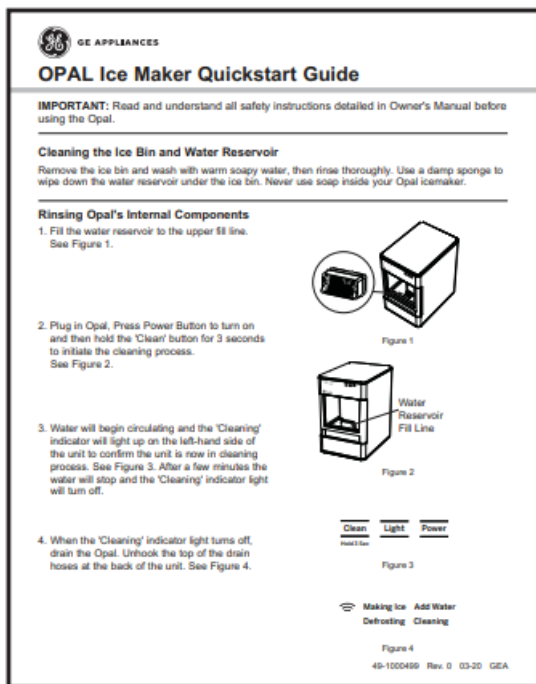 GE APPLIANCES
OPAL Ice Maker Quickstart Guide
IMPORTANT: Read and understand all safety instructions detailed in Owner's Manual before
using the Opal.
Cleaning the Ice Bin and Water Reservoir
Remove the ice bin and wash with warm soapy water, then rinse thoroughly. Use a damp sponge to
wipe down the water reservoir under the ice bin. Never use soap inside your Opal icemaker.
Rinsing Opal's Internal Components
1. Fill the water reservoir to the upper fill line.
See Figure 1.
Figure 1
2. Plug in Opal, Press Power Button to turn on
and then hold the 'Clean' button for 3 seconds
to initiate the cleaning process.
See Figure 2.
Water
Reservoir
Fill Line
Figure 2
3. Water will begin circulating and the 'Cleaning'
indicator will light up on the left-hand side of
the unit to confirm the unit is now in cleaning
process. See Figure 3. After a few minutes the
water will stop and the 'Cleaning' indicator light
will turn off.
Clean Light Power
Hold 3 Sec
Figure 3
4. When the 'Cleaning' indicator light turns off,
drain the Opal. Unhook the top of the drain
hoses at the back of the unit. See Figure 4.
Making Ice Add Water
Defrosting Cleaning
Figure 4
49-1000499 Rev. 0 03-20 GEA